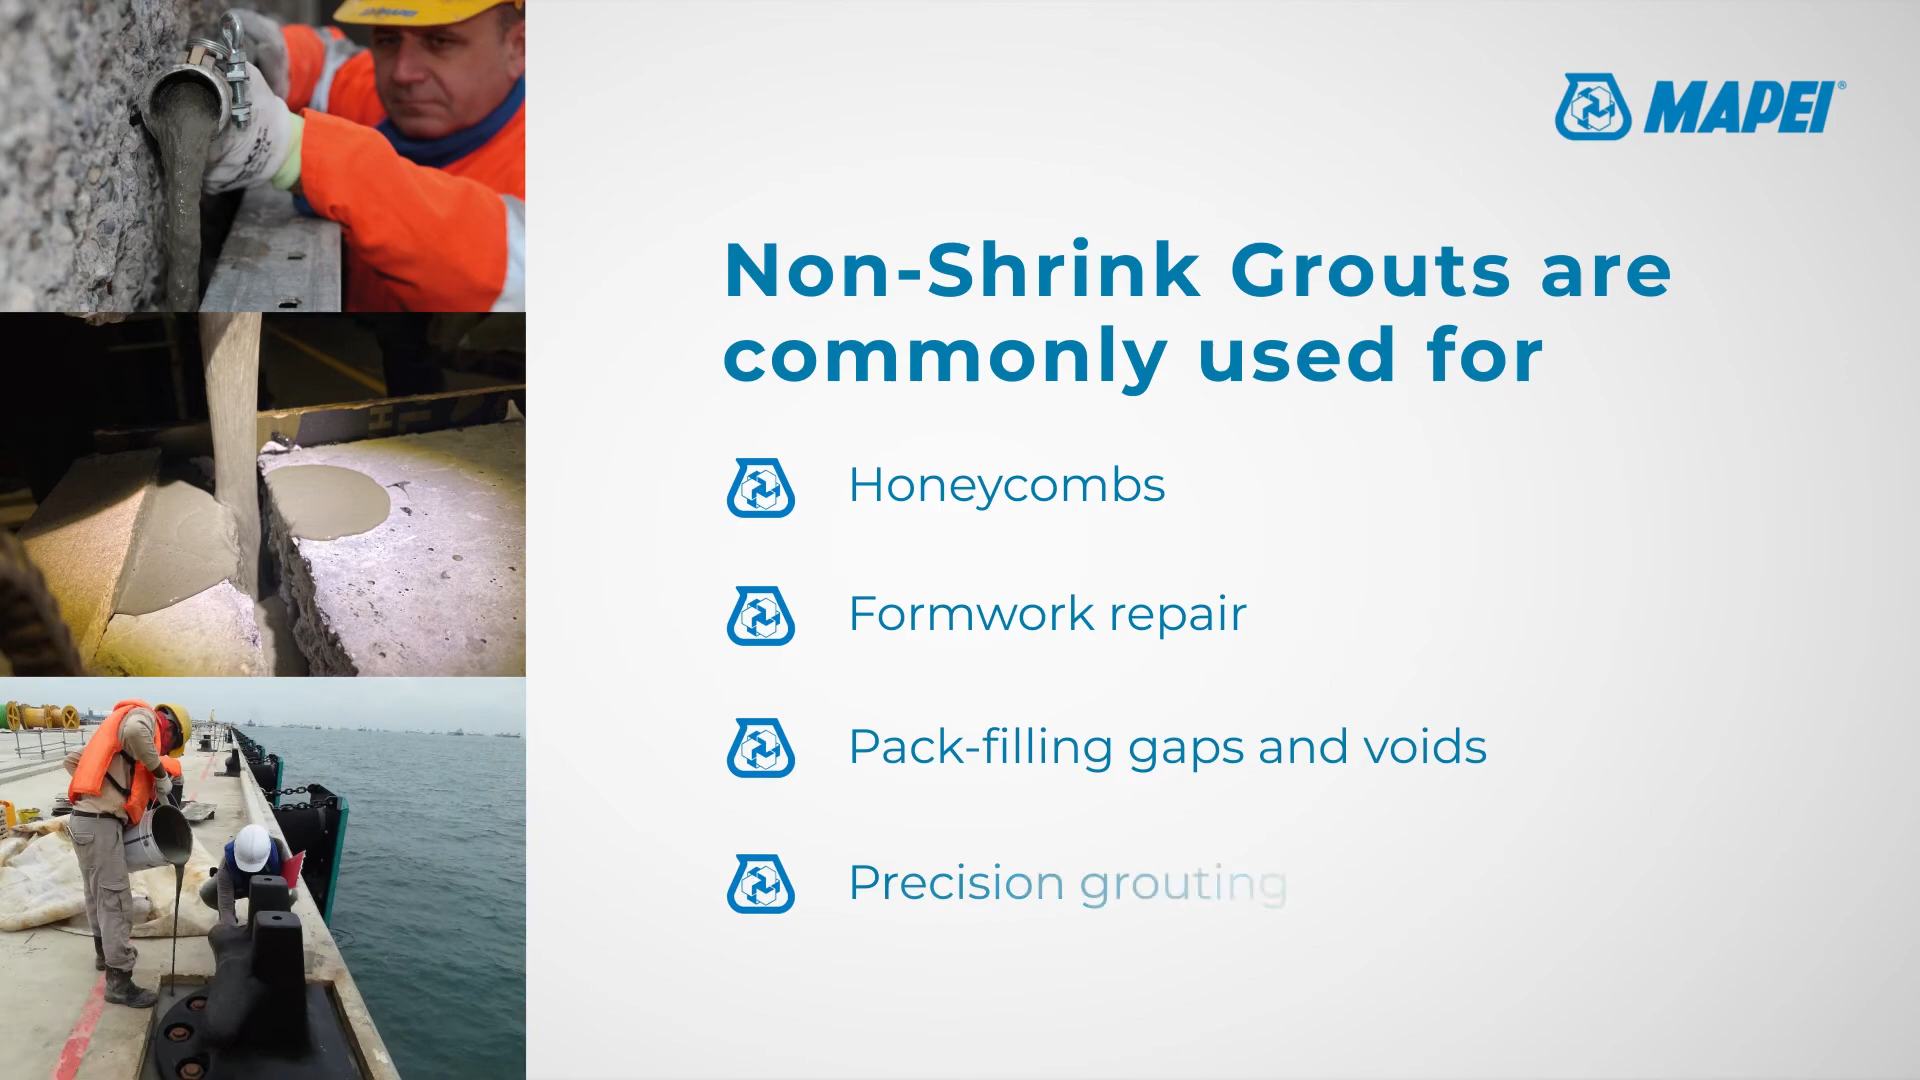 MAPEI®
Non-Shrink Grouts are
commonly used for
Honeycombs
Formwork repair
Pack-filling gaps and voids
Precision grouting